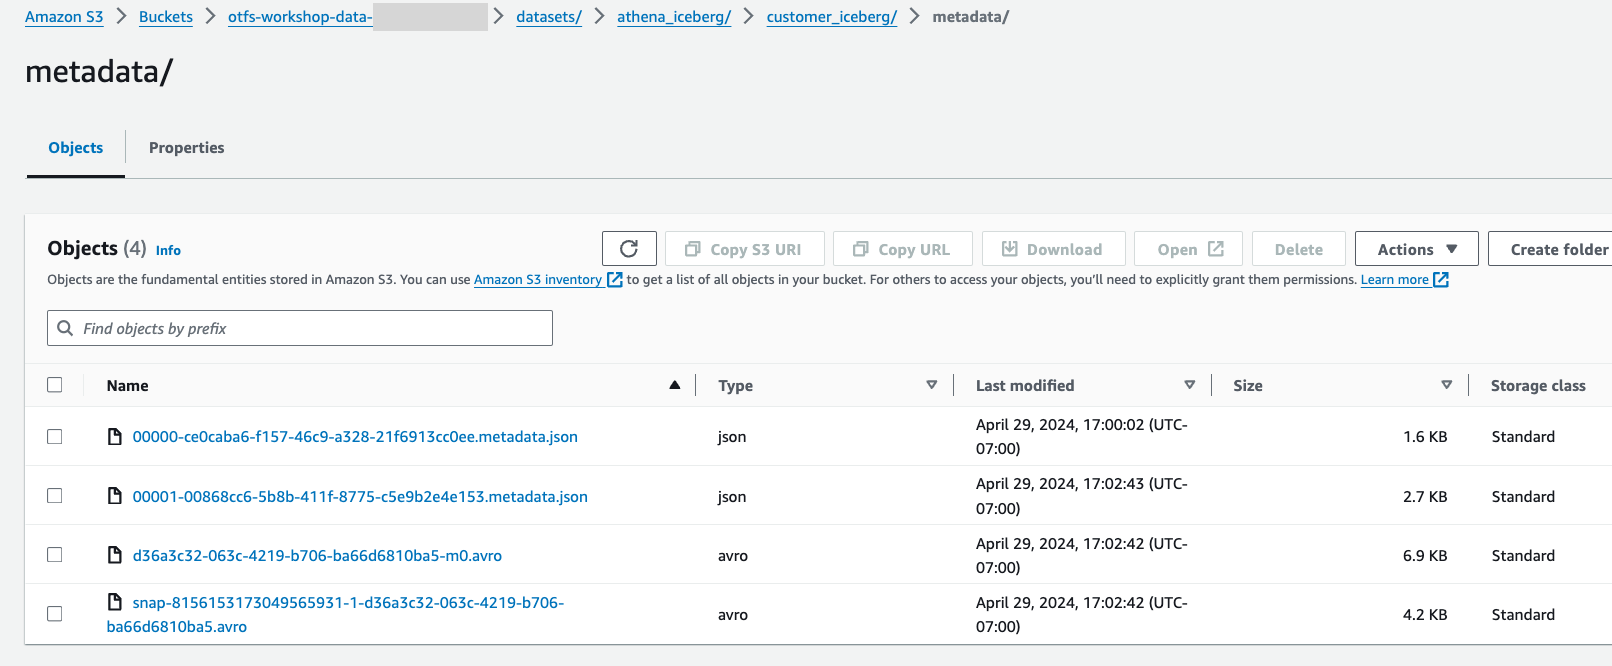 Amazon S3 > Buckets > otfs-workshop-data- > datasets/ > athena_iceberg/ > customer_iceberg/ > metadata/
metadata/
Objects Properties
Objects (4) Info Copy S3 URI Copy URL Download Open Delete Actions ▼ Create folder
Objects are the fundamental entities stored in Amazon S3. You can use Amazon S3 inventory to get a list of all objects in your bucket. For others to access your objects, you'll need to explicitly grant them permissions. Learn more
Find objects by prefix
Name Type Last modified Size Storage class
00000-ce0caba6-f157-46c9-a328-21f6913cc0ee.metadata.json json April 29, 2024, 17:00:02 (UTC-
07:00) 1.6 KB Standard
00001-00868cc6-5b8b-411f-8775-c5e9b2e4e153.metadata.json json April 29, 2024, 17:02:43 (UTC-
07:00) 2.7 KB Standard
d36a3c32-063c-4219-b706-ba66d6810ba5-m0.avro avro April 29, 2024, 17:02:42 (UTC-
07:00) 6.9 KB Standard
snap-8156153173049565931-1-d36a3c32-063c-4219-b706-
ba66d6810ba5.avro avro April 29, 2024, 17:02:42 (UTC-
07:00) 4.2 KB Standard